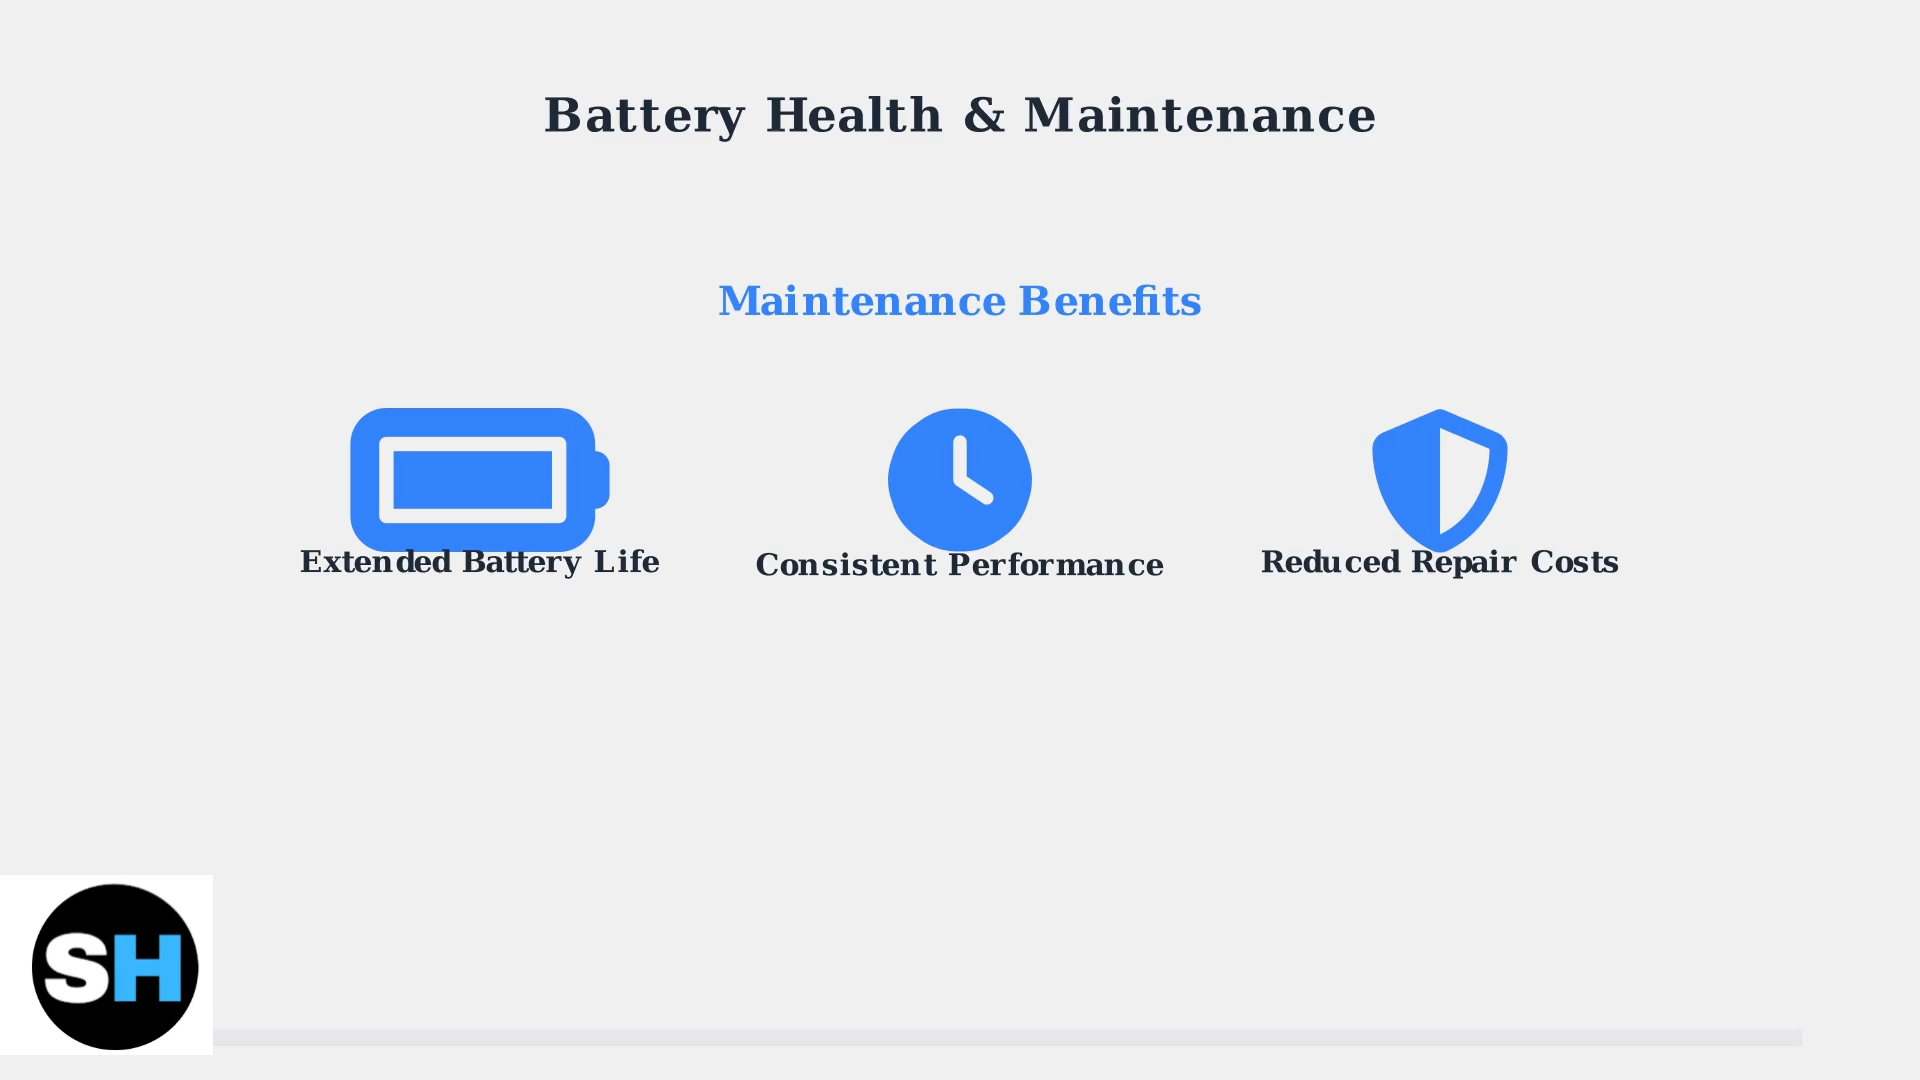 Battery Health & Maintenance
Maintenance Benefits
Extended Battery Life
Consistent Performance
Reduced Repair Costs
SH